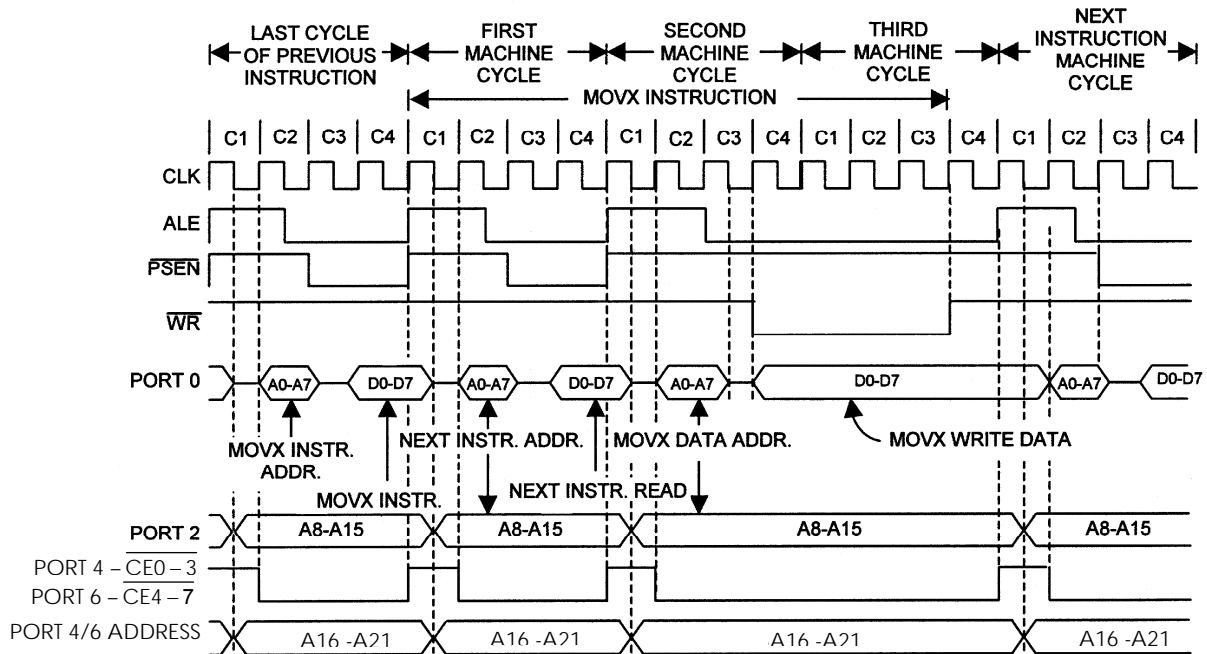 LAST CYCLE
OF PREVIOUS
INSTRUCTION
FIRST
MACHINE
CYCLE
SECOND
MACHINE
CYCLE
THIRD
MACHINE
CYCLE
NEXT
INSTRUCTION
MACHINE
CYCLE
MOVX INSTRUCTION
C1 C2 C3 C4 C1 C2 C3 C4 C1 C2 C3 C4 C1 C2 C3 C4 C1 C2 C3 C4
CLK
ALE
PSEN
WR
PORT 0 A0-A7 D0-D7 A0-A7 D0-D7 A0-A7 D0-D7 A0-A7 D0-D7
MOVX INSTR.
ADDR.
NEXT INSTR. ADDR.
MOVX DATA ADDR.
MOVX WRITE DATA
MOVX INSTR.
NEXT INSTR. READ
PORT 2 A8-A15 A8-A15 A8-A15 A8-A15
PORT 4 – CE0 – 3
PORT 6 – CE4 – 7
PORT 4/6 ADDRESS A16 -A21 A16 -A21 A16 -A21 A16 -A21